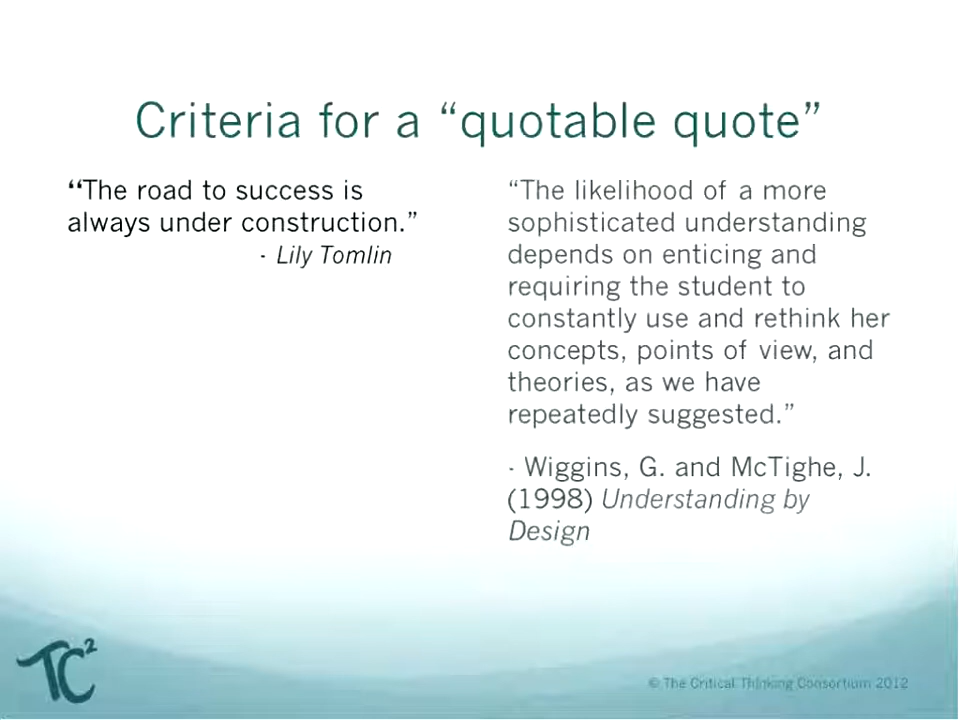 Criteria for a “quotable quote”
“The road to success is
always under construction.”
- Lily Tomlin
“The likelihood of a more
sophisticated understanding
depends on enticing and
requiring the student to
constantly use and rethink her
concepts, points of view, and
theories, as we have
repeatedly suggested.”
- Wiggins, G. and McTighe, J.
(1998) Understanding by
Design
TC²
© The Critical Thinking Consortium 2012